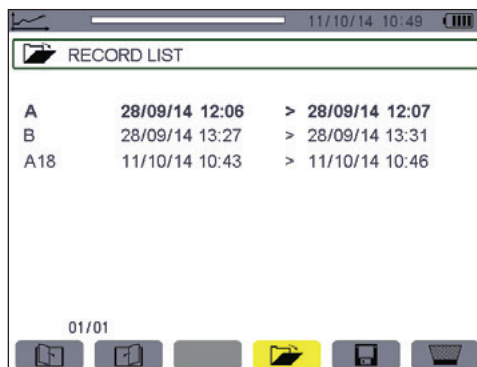 11/10/14 10:49
RECORD LIST
A 28/09/14 12:06 > 28/09/14 12:07
B 28/09/14 13:27 > 28/09/14 13:31
A18 11/10/14 10:43 > 11/10/14 10:46
01/01